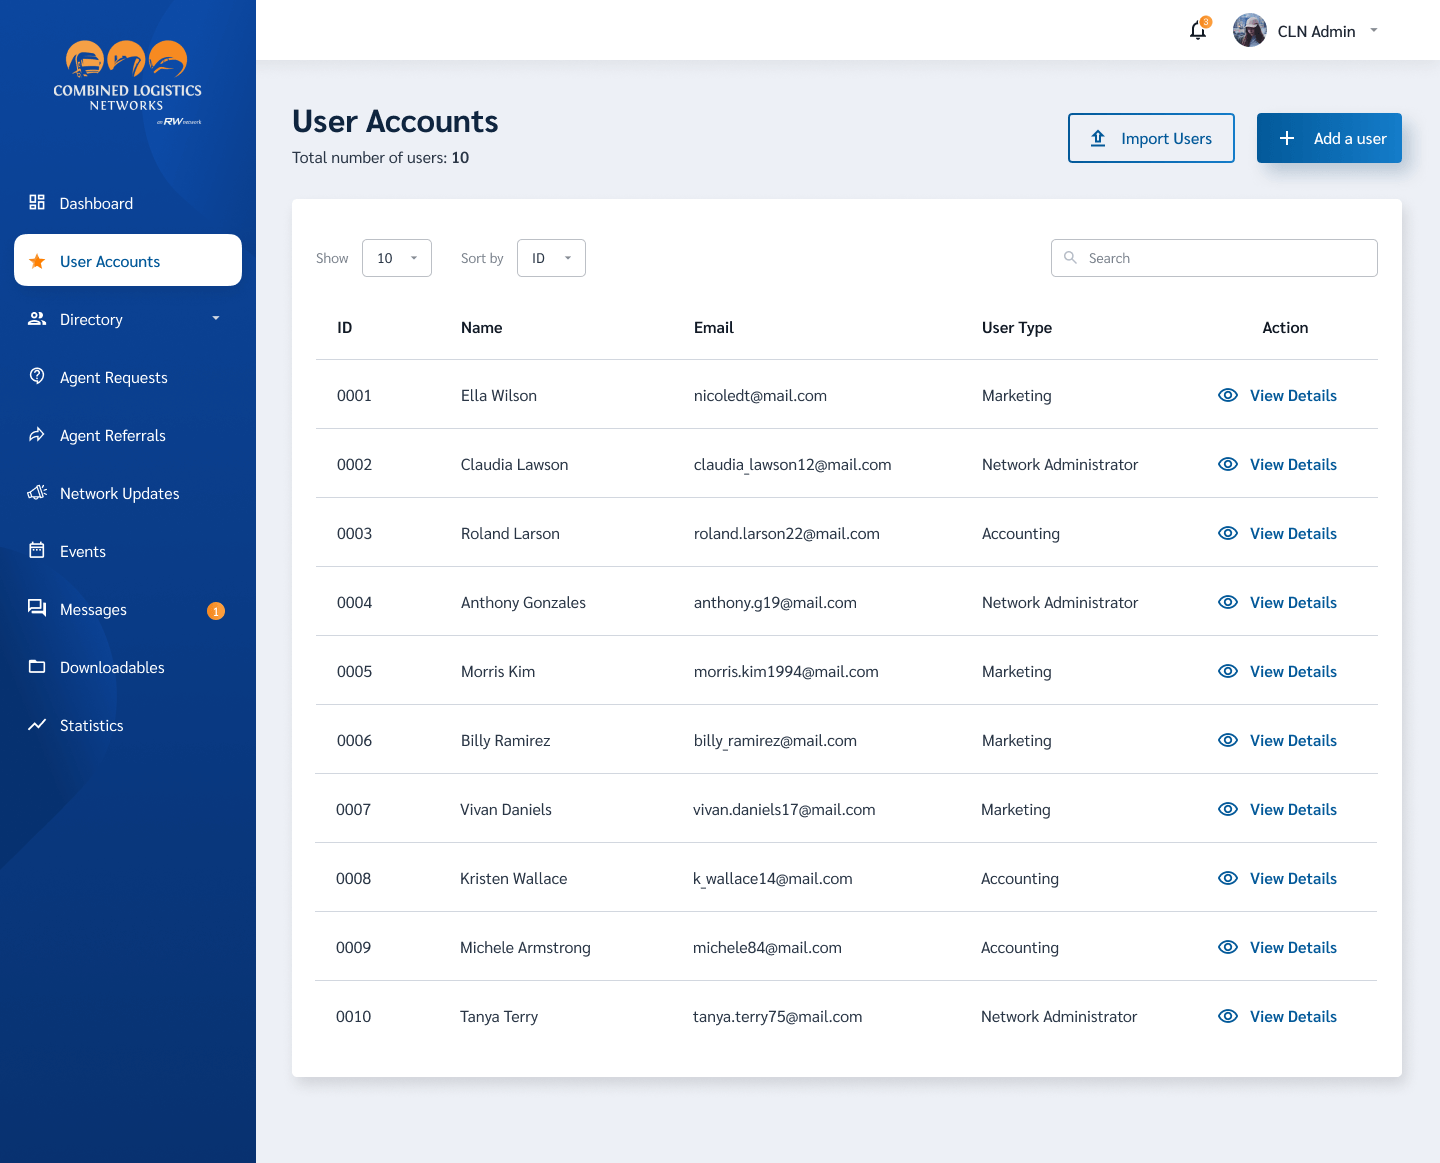 COMBINED LOGISTICS
NETWORKS
an RW network
3
CLN Admin
Dashboard
User Accounts
Directory
Agent Requests
Agent Referrals
Network Updates
Events
Messages 1
Downloadables
Statistics
User Accounts
Total number of users: 10
Import Users
Add a user
Show 10 Sort by ID Search
ID Name Email User Type Action
0001 Ella Wilson nicoledt@mail.com Marketing View Details
0002 Claudia Lawson claudia_lawson12@mail.com Network Administrator View Details
0003 Roland Larson roland.larson22@mail.com Accounting View Details
0004 Anthony Gonzales anthony.g19@mail.com Network Administrator View Details
0005 Morris Kim morris.kim1994@mail.com Marketing View Details
0006 Billy Ramirez billy_ramirez@mail.com Marketing View Details
0007 Vivan Daniels vivan.daniels17@mail.com Marketing View Details
0008 Kristen Wallace k_wallace14@mail.com Accounting View Details
0009 Michele Armstrong michele84@mail.com Accounting View Details
0010 Tanya Terry tanya.terry75@mail.com Network Administrator View Details